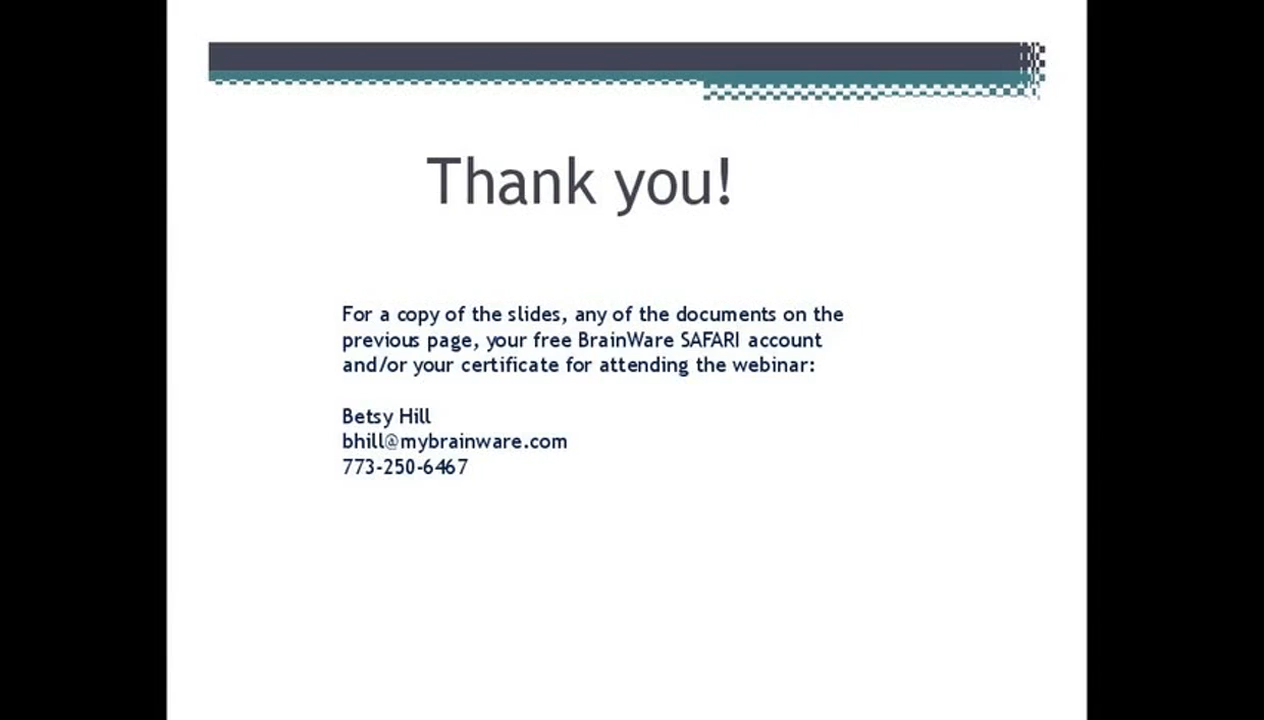 Thank you!
For a copy of the slides, any of the documents on the
previous page, your free BrainWare SAFARI account
and/or your certificate for attending the webinar:
Betsy Hill
bhill@mybrainware.com
773-250-6467